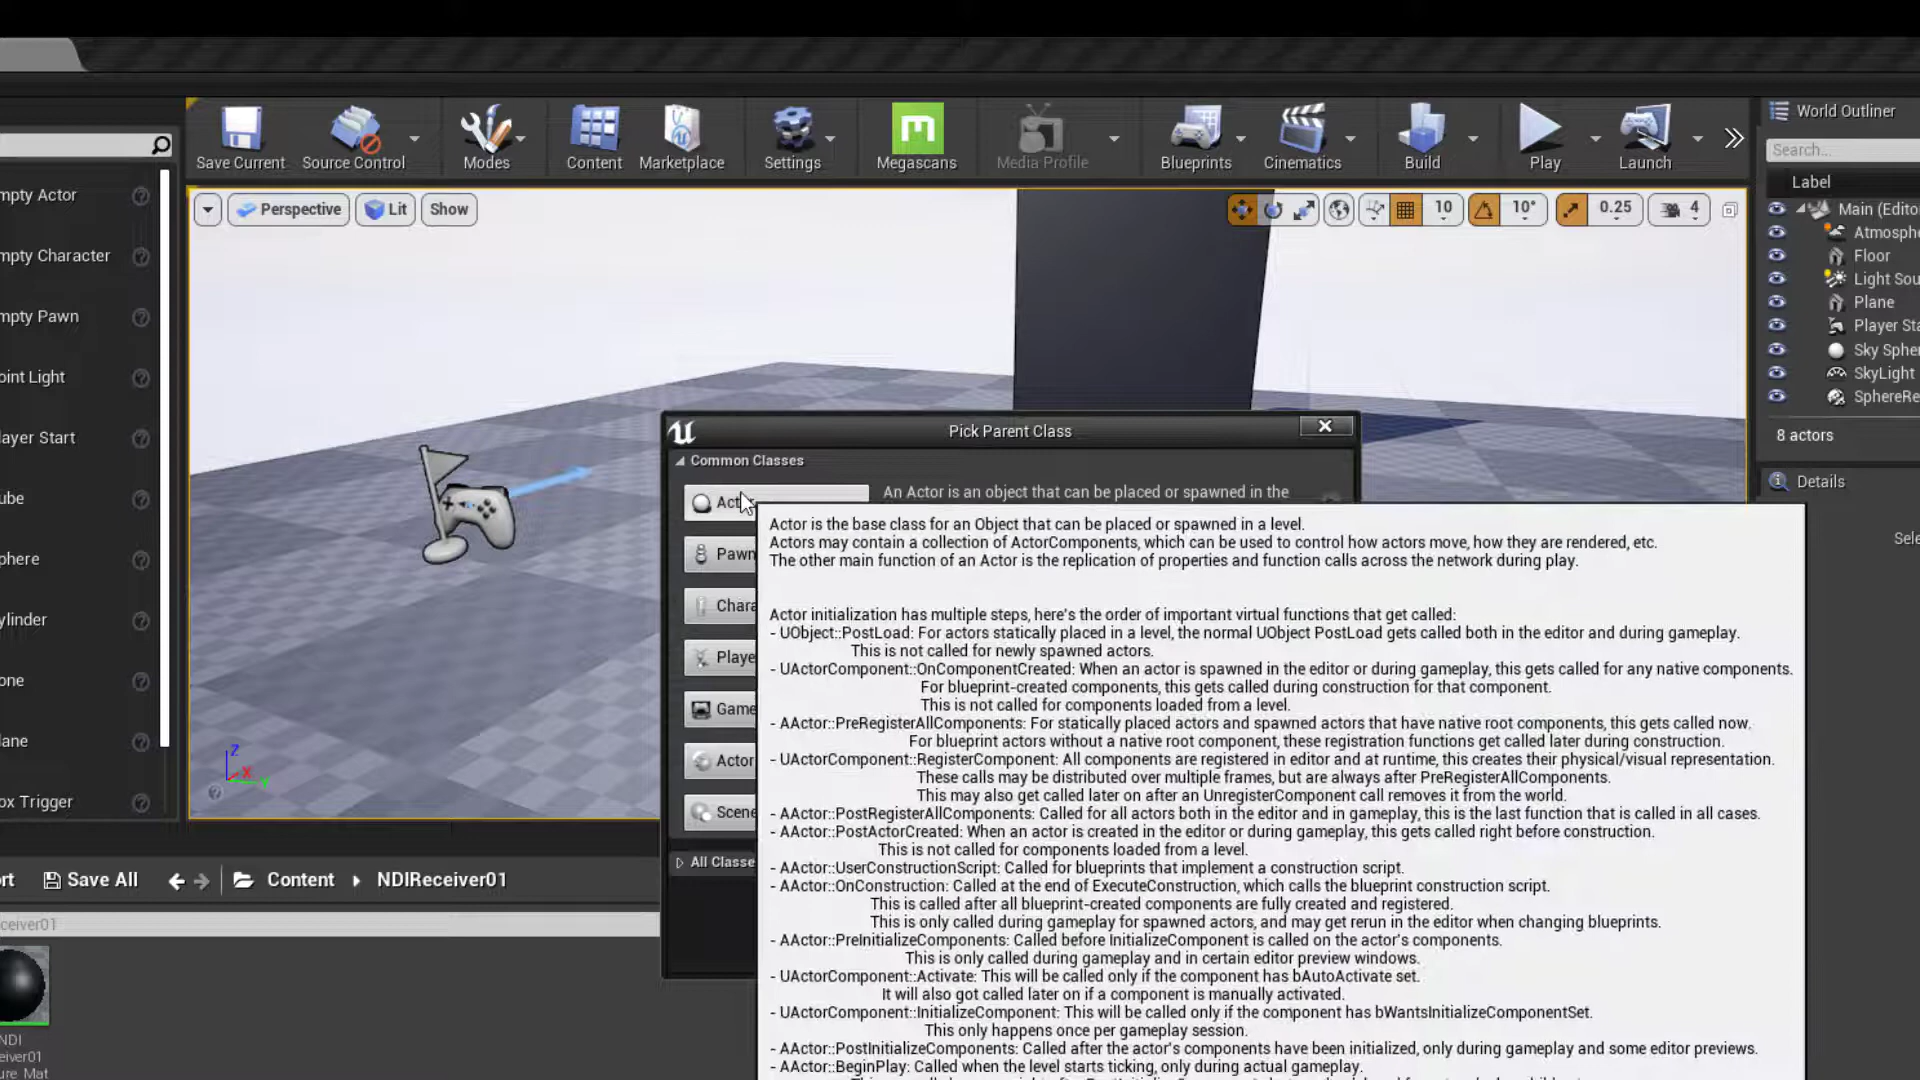 Save Current
Source Control
Modes
Content
Marketplace
Settings
Megascans
Media Profile
Blueprints
Cinematics
Build
Play
Launch
World Outliner
Search...
Label
Perspective
Lit
Show
10
10°
0.25
4
mpty Actor
mpty Character
mpty Pawn
oint Light
layer Start
ube
phere
ylinder
one
lane
ox Trigger
Main (Edito
Atmosphe
Floor
Light Sou
Plane
Player Sta
Sky Spher
SkyLight
SphereRe
8 actors
Details
Sele
Z
X
Y
Pick Parent Class
Common Classes
Act
An Actor is an object that can be placed or spawned in the
Pawn
Chara
Playe
Game
Actor
Scene
All Classe
Actor is the base class for an Object that can be placed or spawned in a level.
Actors may contain a collection of ActorComponents, which can be used to control how actors move, how they are rendered, etc.
The other main function of an Actor is the replication of properties and function calls across the network during play.
Actor initialization has multiple steps, here's the order of important virtual functions that get called:
- UObject::PostLoad: For actors statically placed in a level, the normal UObject PostLoad gets called both in the editor and during gameplay.
This is not called for newly spawned actors.
- UActorComponent::OnComponentCreated: When an actor is spawned in the editor or during gameplay, this gets called for any native components.
For blueprint-created components, this gets called during construction for that component.
This is not called for components loaded from a level.
- AActor::PreRegisterAllComponents: For statically placed actors and spawned actors that have native root components, this gets called now.
For blueprint actors without a native root component, these registration functions get called later during construction.
- UActorComponent::RegisterComponent: All components are registered in editor and at runtime, this creates their physical/visual representation.
These calls may be distributed over multiple frames, but are always after PreRegisterAllComponents.
This may also get called later on after an UnregisterComponent call removes it from the world.
- AActor::PostRegisterAllComponents: Called for all actors both in the editor and in gameplay, this is the last function that is called in all cases.
- AActor::PostActorCreated: When an actor is created in the editor or during gameplay, this gets called right before construction.
This is not called for components loaded from a level.
- AActor::UserConstructionScript: Called for blueprints that implement a construction script.
- AActor::OnConstruction: Called at the end of ExecuteConstruction, which calls the blueprint construction script.
This is called after all blueprint-created components are fully created and registered.
This is only called during gameplay for spawned actors, and may get rerun in the editor when changing blueprints.
- AActor::PreInitializeComponents: Called before InitializeComponent is called on the actor's components.
This is only called during gameplay and in certain editor preview windows.
- UActorComponent::Activate: This will be called only if the component has bAutoActivate set.
It will also got called later on if a component is manually activated.
- UActorComponent::InitializeComponent: This will be called only if the component has bWantsInitializeComponentSet.
This only happens once per gameplay session.
- AActor::PostInitializeComponents: Called after the actor's components have been initialized, only during gameplay and some editor previews.
- AActor::BeginPlay: Called when the level starts ticking, only during actual gameplay.
rt
Save All
Content
NDIReceiver01
ceiver01
NDI
ceiver01
ure_Mat